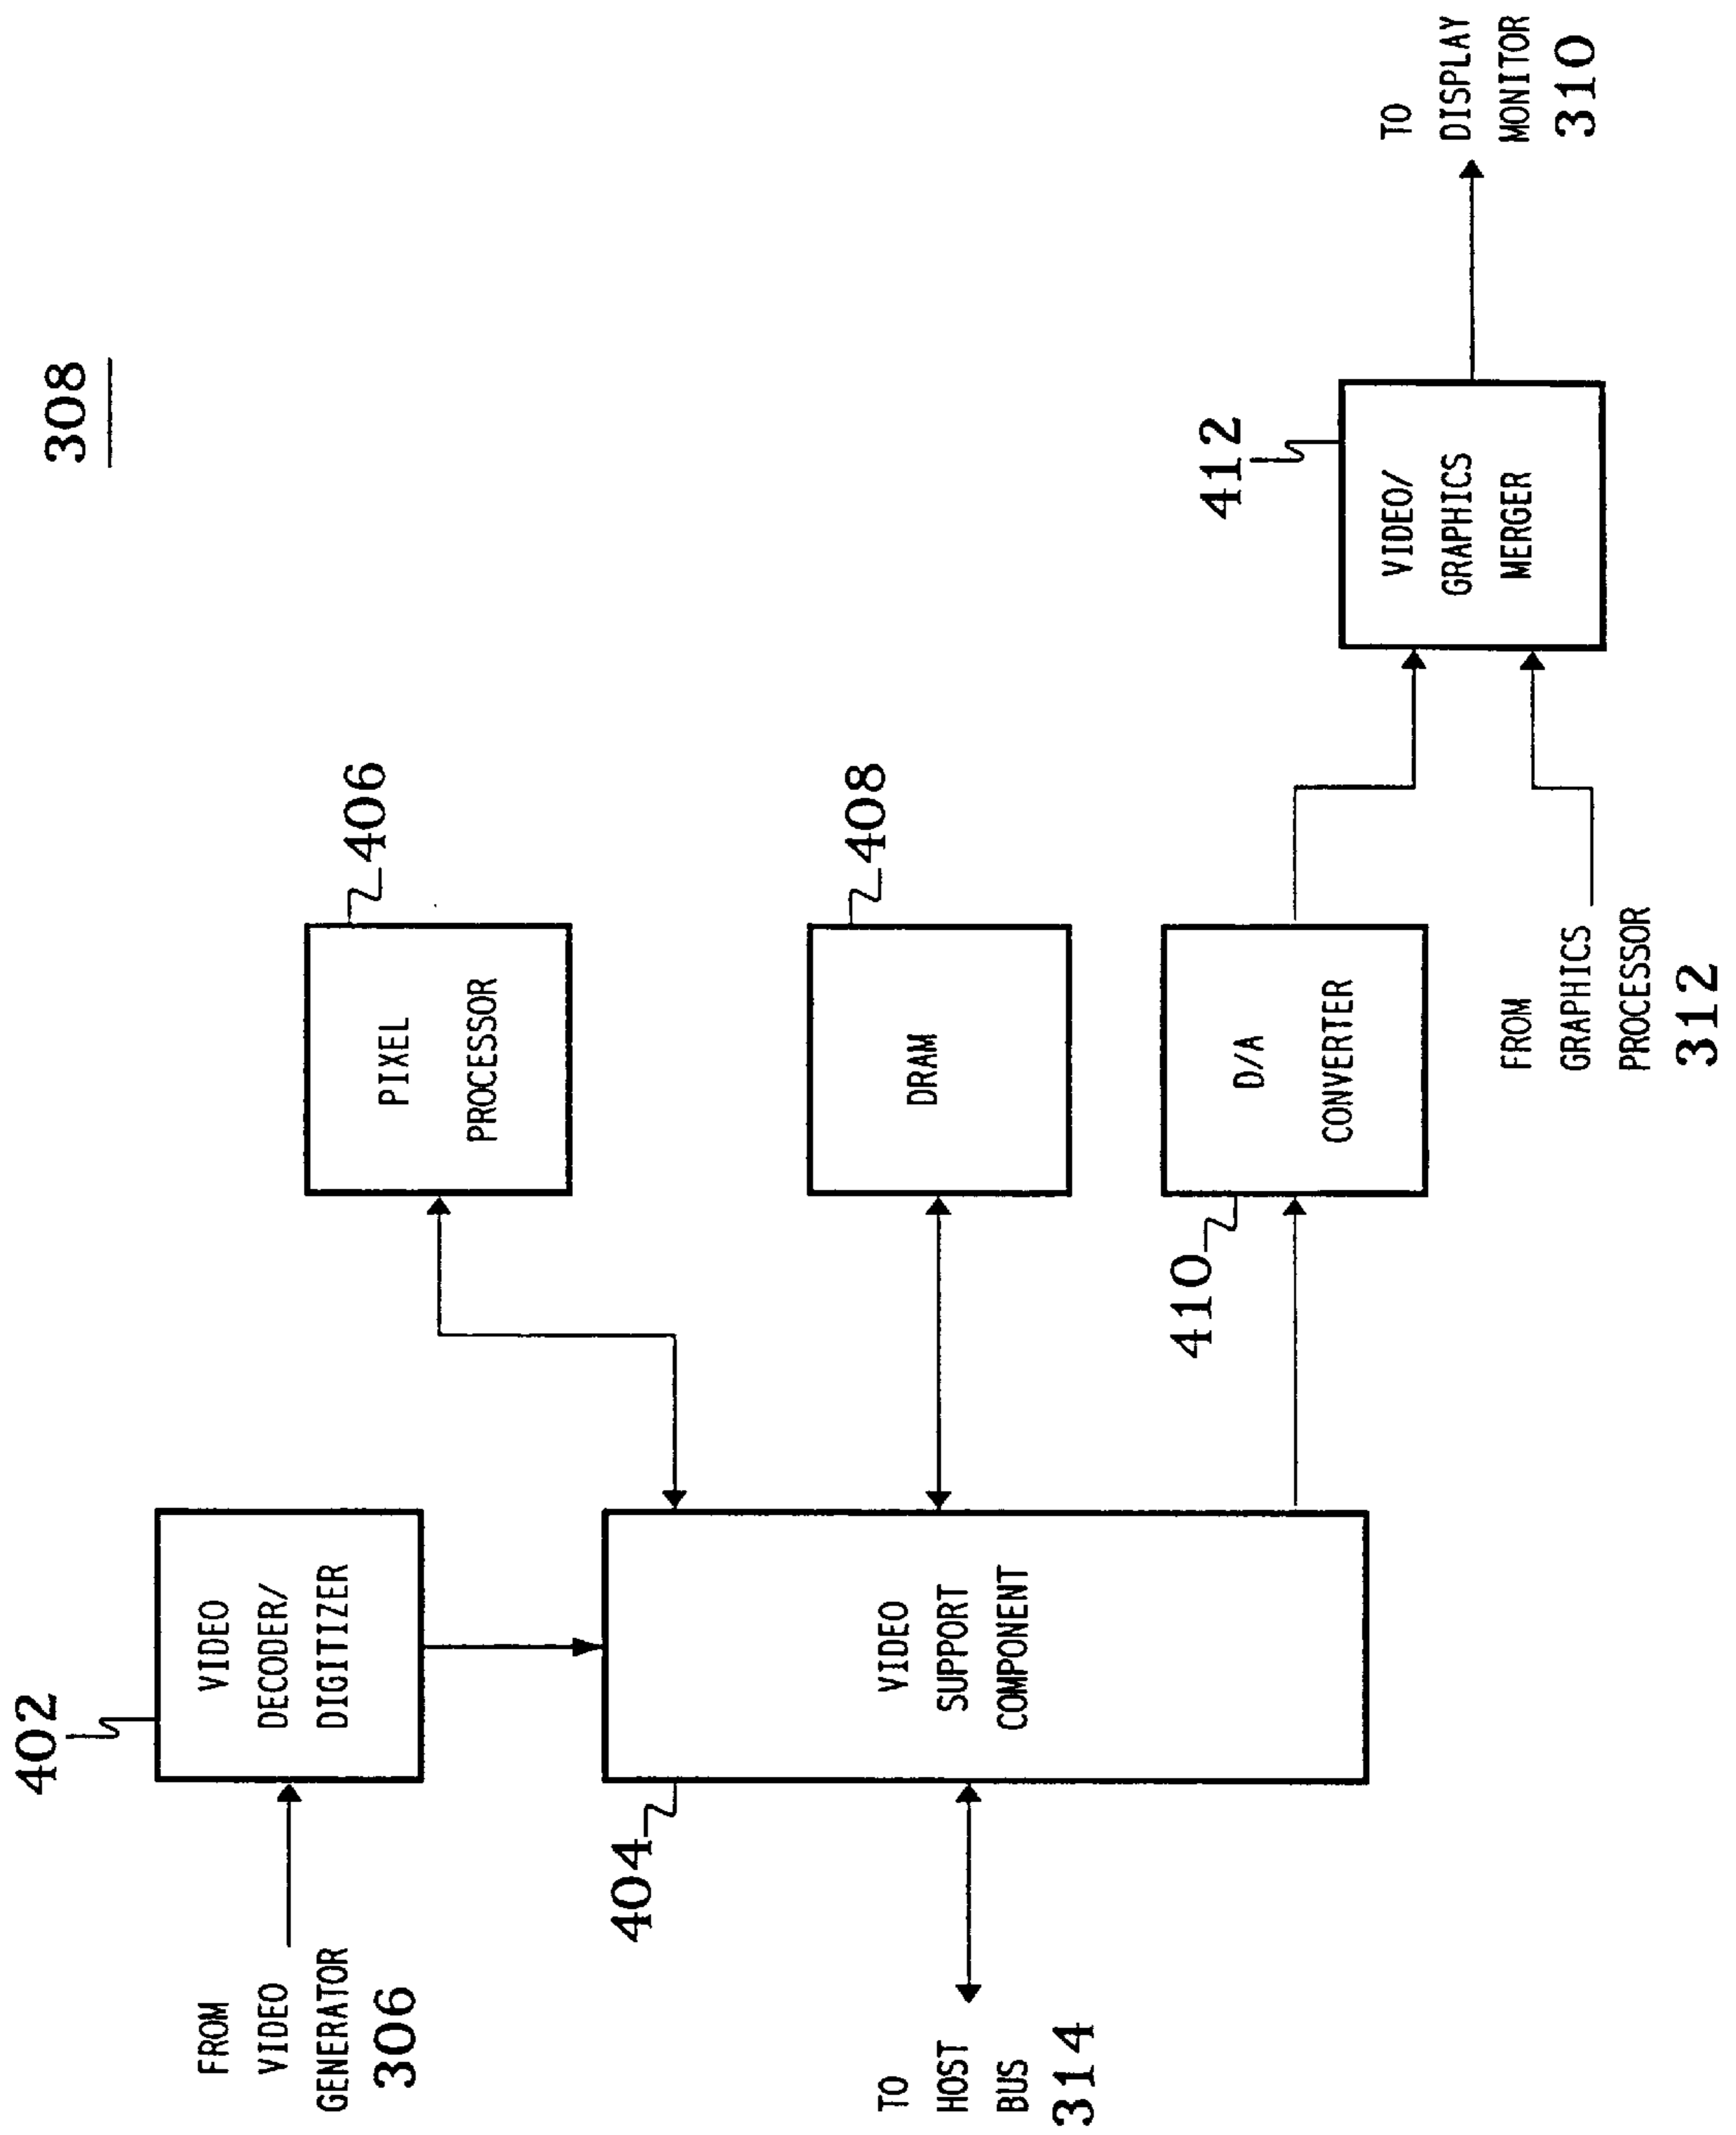 308
402
VIDEO
DECODER/
DIGITIZER
FROM
VIDEO
GENERATOR
306
PIXEL
PROCESSOR
406
404
VIDEO
SUPPORT
COMPONENT
TO
HOST
BUS
314
DRAM
408
410
D/A
CONVERTER
412
VIDEO/
GRAPHICS
MERGER
FROM
GRAPHICS
PROCESSOR
312
TO
DISPLAY
MONITOR
310